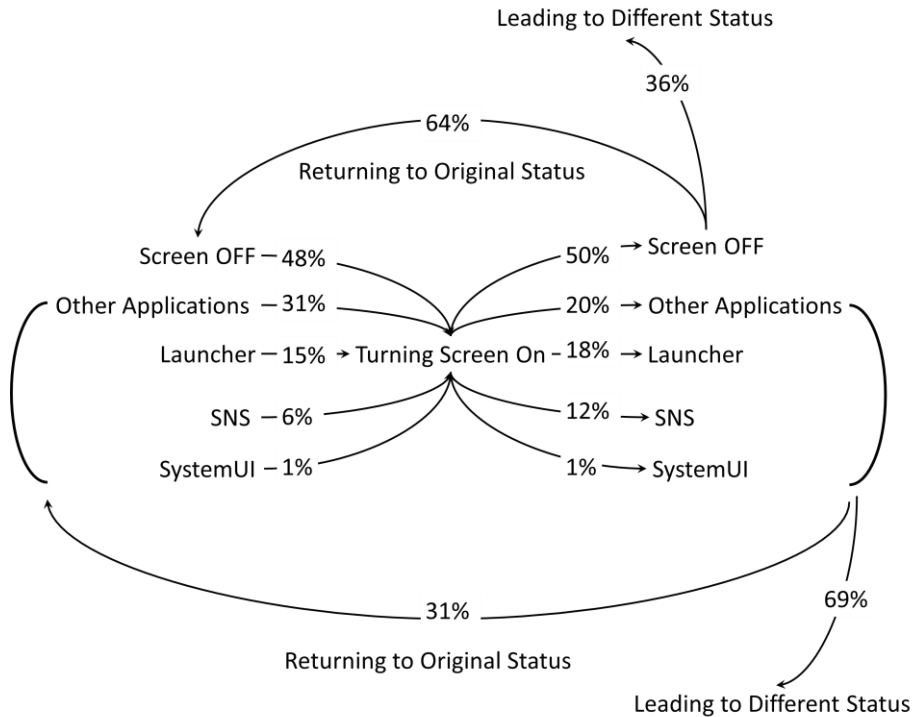 Leading to Different Status
36%
64%
Returning to Original Status
Screen OFF 48% 50% Screen OFF
Other Applications 31% 20% Other Applications
Launcher 15% Turning Screen On 18% Launcher
SNS 6% 12% SNS
SystemUI 1% 1% SystemUI
31%
69%
Returning to Original Status
Leading to Different Status